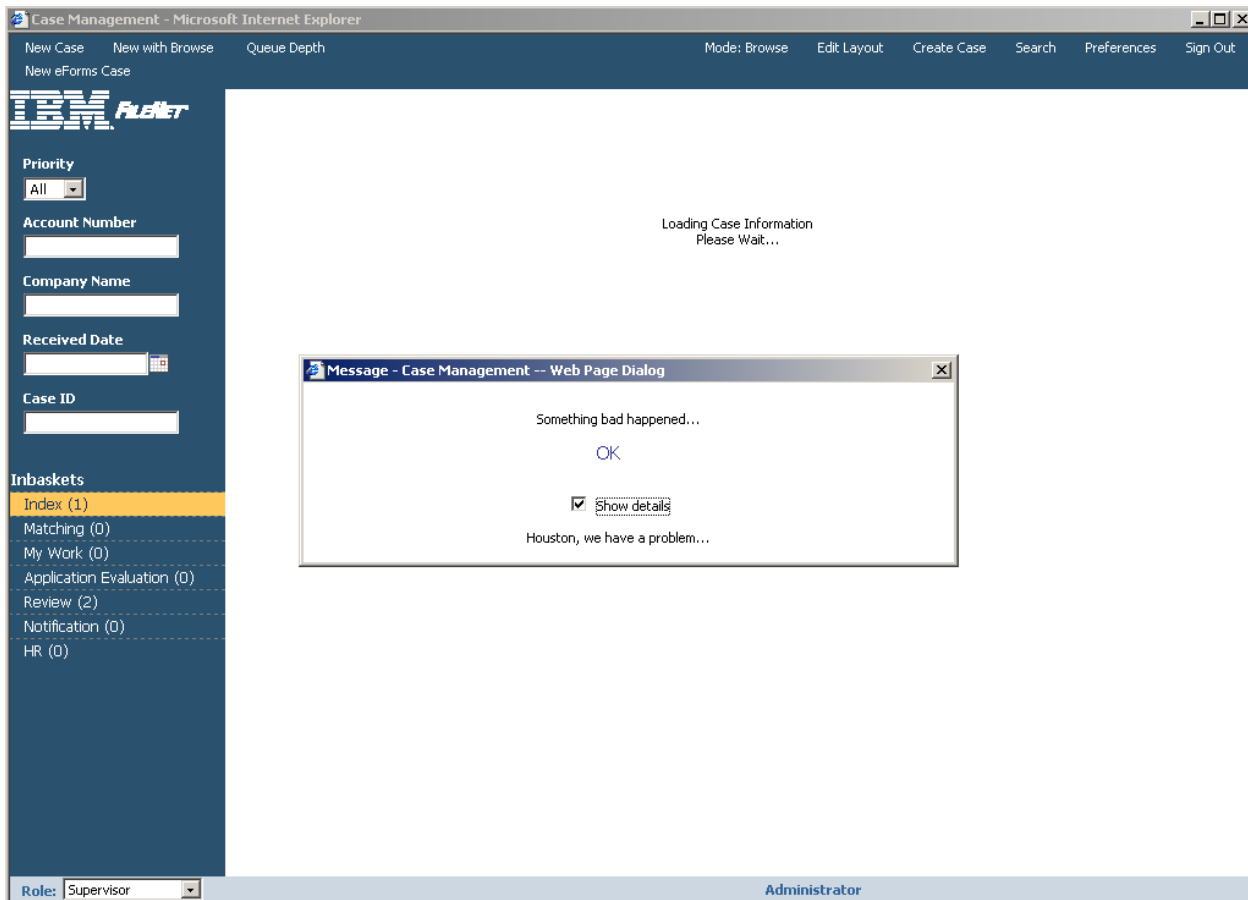 Case Management - Microsoft Internet Explorer
New Case New with Browse Queue Depth Mode: Browse Edit Layout Create Case Search Preferences Sign Out
New eForms Case
IBM FileNet
Priority
All
Account Number
Company Name
Received Date
Case ID
Inbaskets
Index (1)
Matching (0)
My Work (0)
Application Evaluation (0)
Review (2)
Notification (0)
HR (0)
Loading Case Information
Please Wait...
Message - Case Management -- Web Page Dialog
Something bad happened...
OK
Show details
Houston, we have a problem...
Role: Supervisor Administrator